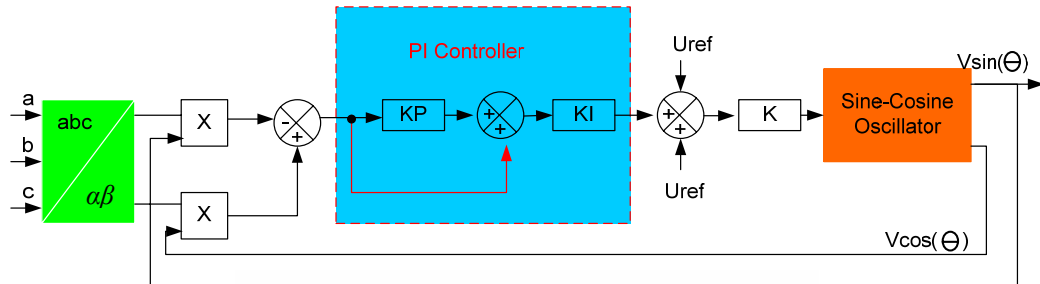 PI Controller
Uref
Vsin(Θ)
a
abc
X
- +
KP
+ +
KI
+ +
K
Sine-Cosine
Oscillator
b
c
αβ
X
Uref
Vcos(Θ)